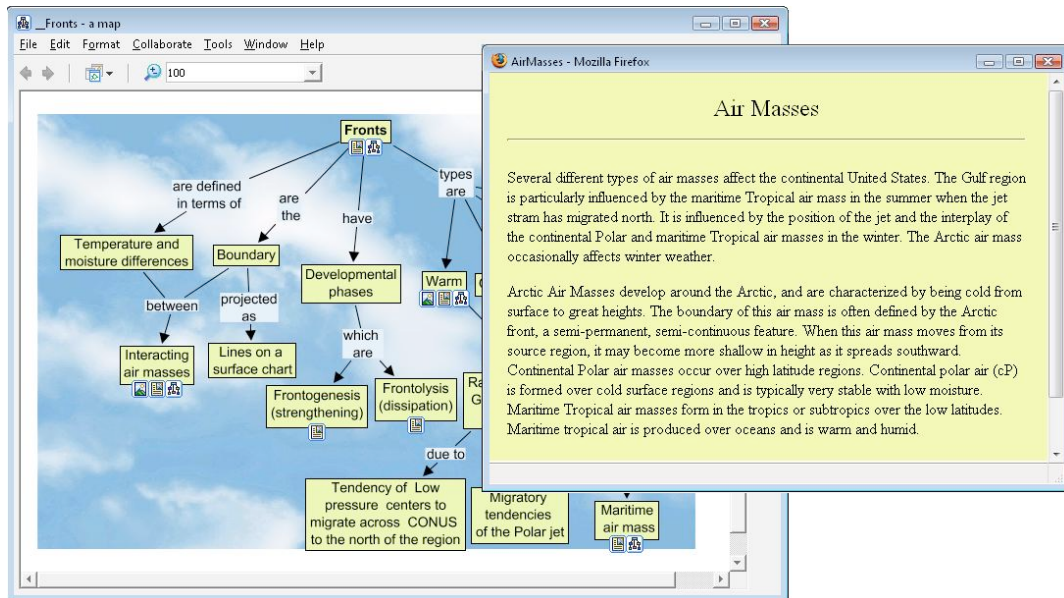 __Fronts - a map
File Edit Format Collaborate Tools Window Help
100
Fronts
are defined
in terms of
are
the
have
types
are
Temperature and
moisture differences
Boundary
Developmental
phases
Warm
between
projected
as
which
are
Interacting
air masses
Lines on a
surface chart
Frontogenesis
(strengthening)
Frontolysis
(dissipation)
due to
Tendency of Low
pressure centers to
migrate across CONUS
to the north of the region
Migratory
tendencies
of the Polar jet
Maritime
air mass
AirMasses - Mozilla Firefox
Air Masses
Several different types of air masses affect the continental United States. The Gulf region
is particularly influenced by the maritime Tropical air mass in the summer when the jet
stram has migrated north. It is influenced by the position of the jet and the interplay of
the continental Polar and maritime Tropical air masses in the winter. The Arctic air mass
occasionally affects winter weather.
Arctic Air Masses develop around the Arctic, and are characterized by being cold from
surface to great heights. The boundary of this air mass is often defined by the Arctic
front, a semi-permanent, semi-continuous feature. When this air mass moves from its
source region, it may become more shallow in height as it spreads southward.
Continental Polar air masses occur over high latitude regions. Continental polar air (cP)
is formed over cold surface regions and is typically very stable with low moisture.
Maritime Tropical air masses form in the tropics or subtropics over the low latitudes.
Maritime tropical air is produced over oceans and is warm and humid.